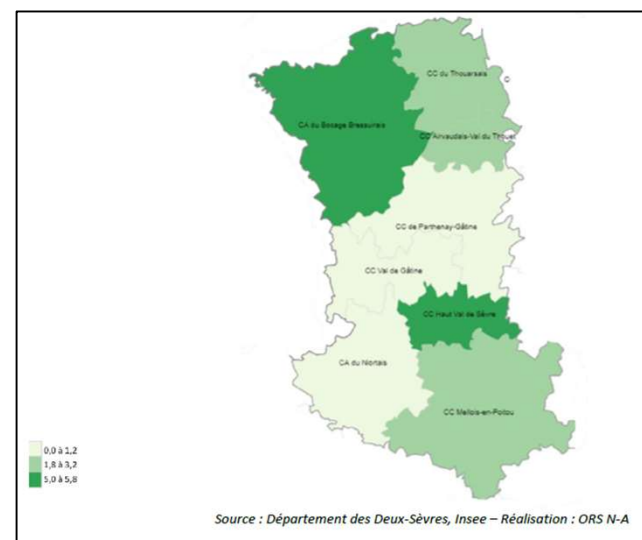 CC du Thouarsais
C
CA du Bocage Bressuirais
CC Airvaudais-Val du Thouet
CC de Parthenay-Gâtine
CC Val de Gâtine
CC Haut Val de Sèvre
CA du Niortais
CC Mellois-en-Poitou
0,0 à 1,2
1,8 à 3,2
5,0 à 5,8
Source : Département des Deux-Sèvres, Insee – Réalisation : ORS N-A